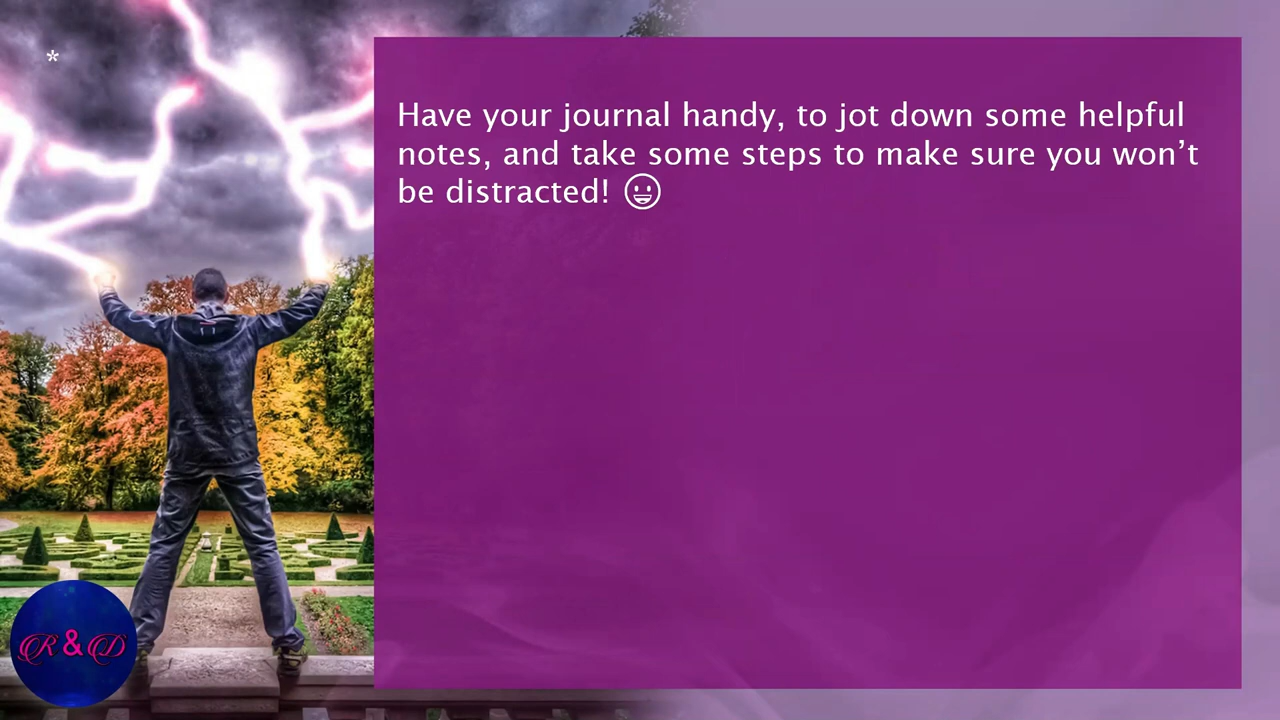 *
Have your journal handy, to jot down some helpful
notes, and take some steps to make sure you won’t
be distracted! 😀
R & D